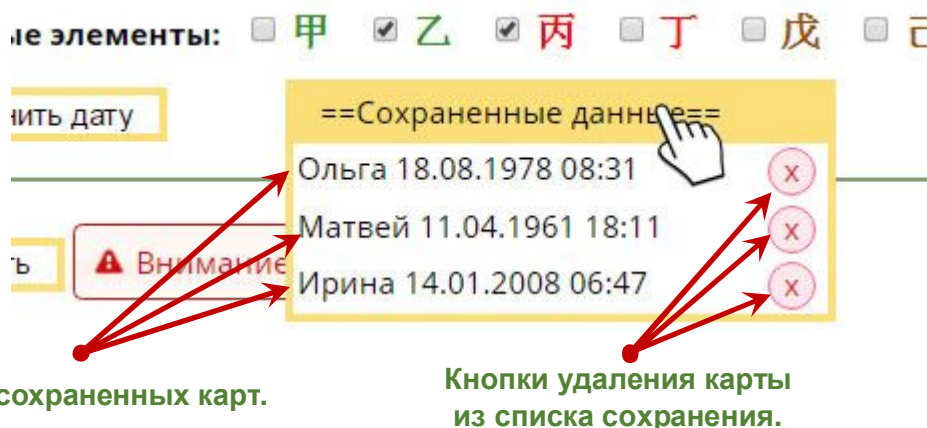 ые элементы: 甲 乙 丙 丁 戊 己
нить дату
==Сохраненные данные==
Ольга 18.08.1978 08:31 x
Матвей 11.04.1961 18:11 x
ть Внимание
Ирина 14.01.2008 06:47 x
сохраненных карт.
Кнопки удаления карты
из списка сохранения.